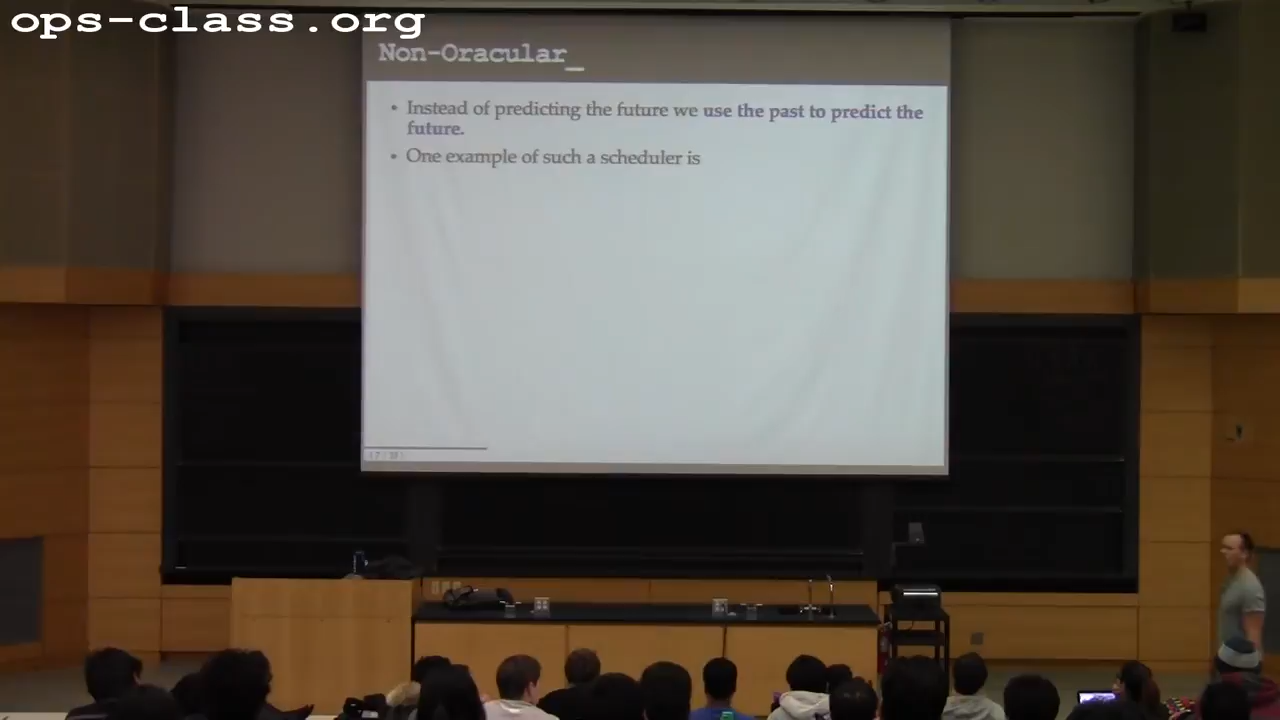 ops-class.org
Non-Oracular_
• Instead of predicting the future we use the past to predict the
future.
• One example of such a scheduler is